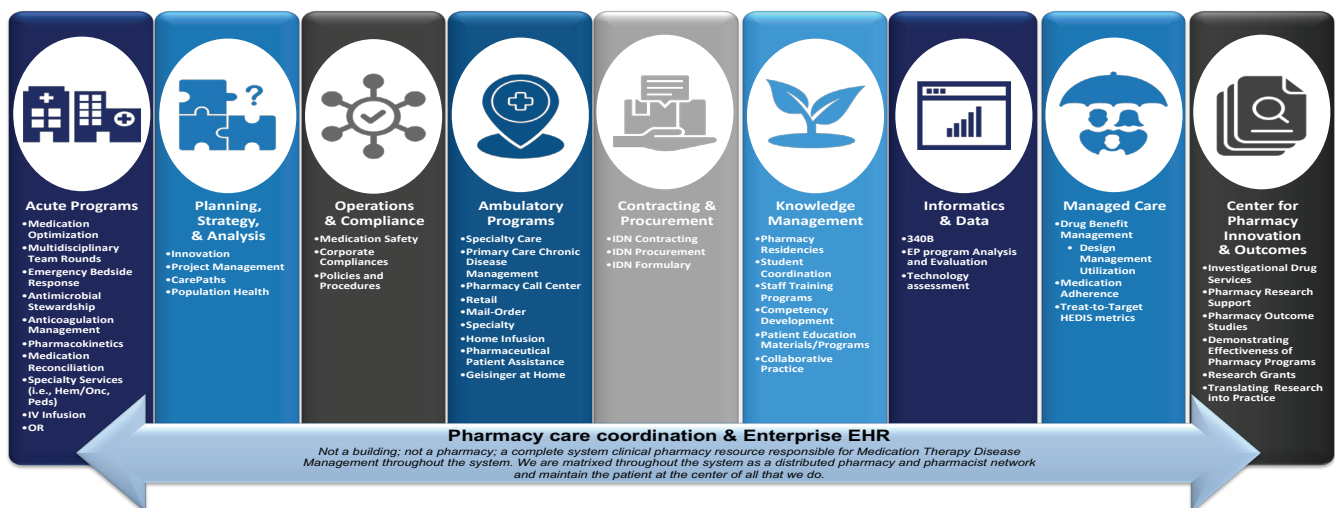 ?
Acute Programs
•Medication
Optimization
•Multidisciplinary
Team Rounds
•Emergency Bedside
Response
•Antimicrobial
Stewardship
•Anticoagulation
Management
•Pharmacokinetics
•Medication
Reconciliation
•Specialty Services
(i.e., Hem/Onc,
Peds)
•IV Infusion
•OR
Planning,
Strategy,
& Analysis
•Innovation
•Project Management
•CarePaths
•Population Health
Operations
& Compliance
•Medication Safety
•Corporate
Compliances
•Policies and
Procedures
Ambulatory
Programs
•Specialty Care
•Primary Care Chronic
Disease
Management
•Pharmacy Call Center
•Retail
•Mail-Order
•Specialty
•Home Infusion
•Pharmaceutical
Patient Assistance
•Geisinger at Home
Contracting &
Procurement
•IDN Contracting
•IDN Procurement
•IDN Formulary
Knowledge
Management
•Pharmacy
Residencies
•Student
Coordination
•Staff Training
Programs
•Competency
Development
•Patient Education
Materials/Programs
•Collaborative
Practice
Informatics
& Data
•340B
•EP program Analysis
and Evaluation
•Technology
assessment
Managed Care
•Drug Benefit
Management
• Design
Management
Utilization
•Medication
Adherence
•Treat-to-Target
HEDIS metrics
Center for
Pharmacy
Innovation
& Outcomes
•Investigational Drug
Services
•Pharmacy Research
Support
•Pharmacy Outcome
Studies
•Demonstrating
Effectiveness of
Pharmacy Programs
•Research Grants
•Translating Research
into Practice
Pharmacy care coordination & Enterprise EHR
Not a building; not a pharmacy; a complete system clinical pharmacy resource responsible for Medication Therapy Disease
Management throughout the system. We are matrixed throughout the system as a distributed pharmacy and pharmacist network
and maintain the patient at the center of all that we do.